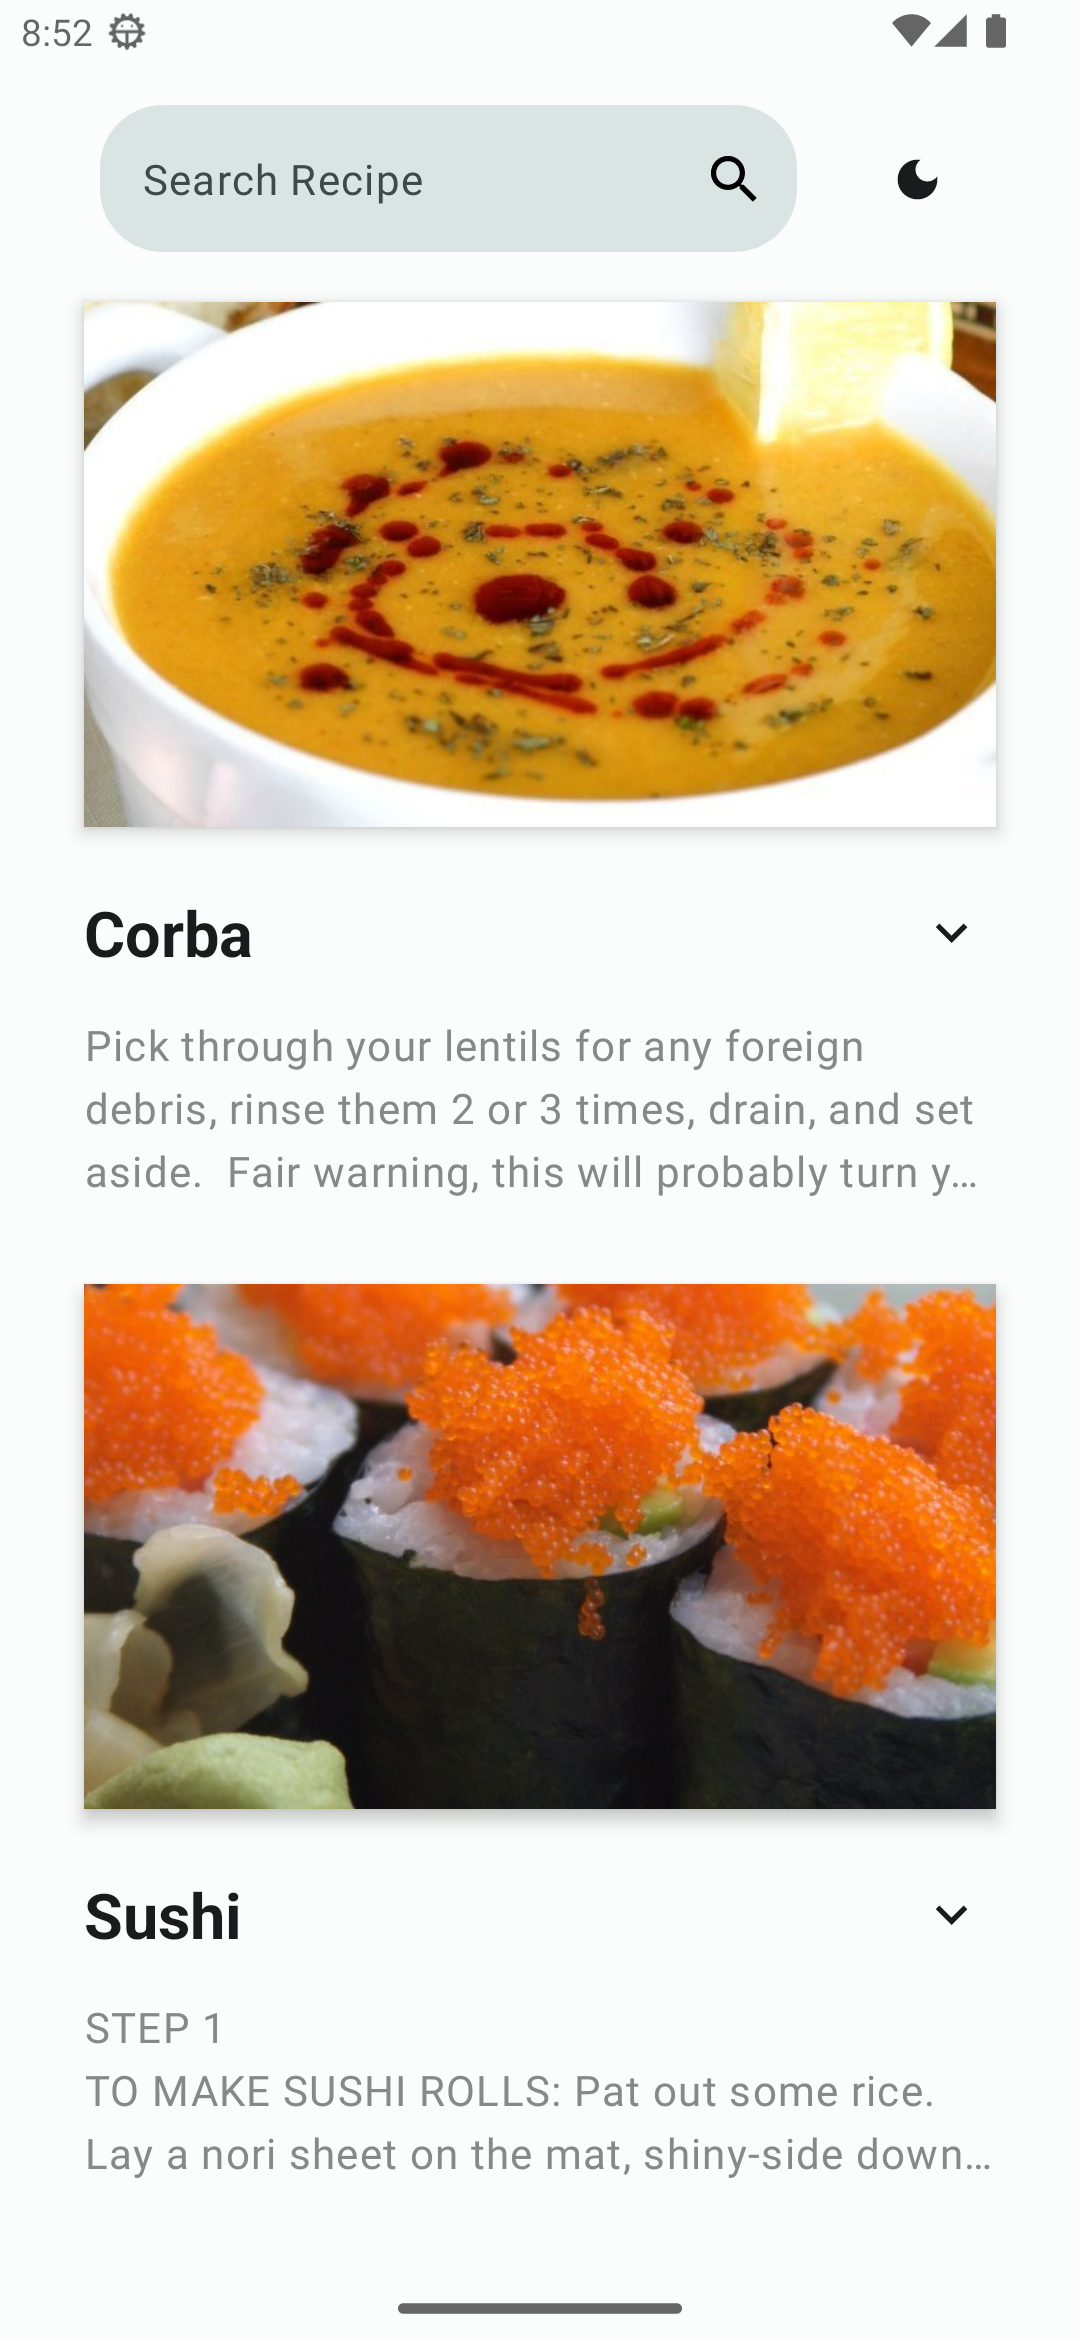 8:52
Search Recipe
Corba
Pick through your lentils for any foreign
debris, rinse them 2 or 3 times, drain, and set
aside.  Fair warning, this will probably turn y…
Sushi
STEP 1
TO MAKE SUSHI ROLLS: Pat out some rice.
Lay a nori sheet on the mat, shiny-side down…